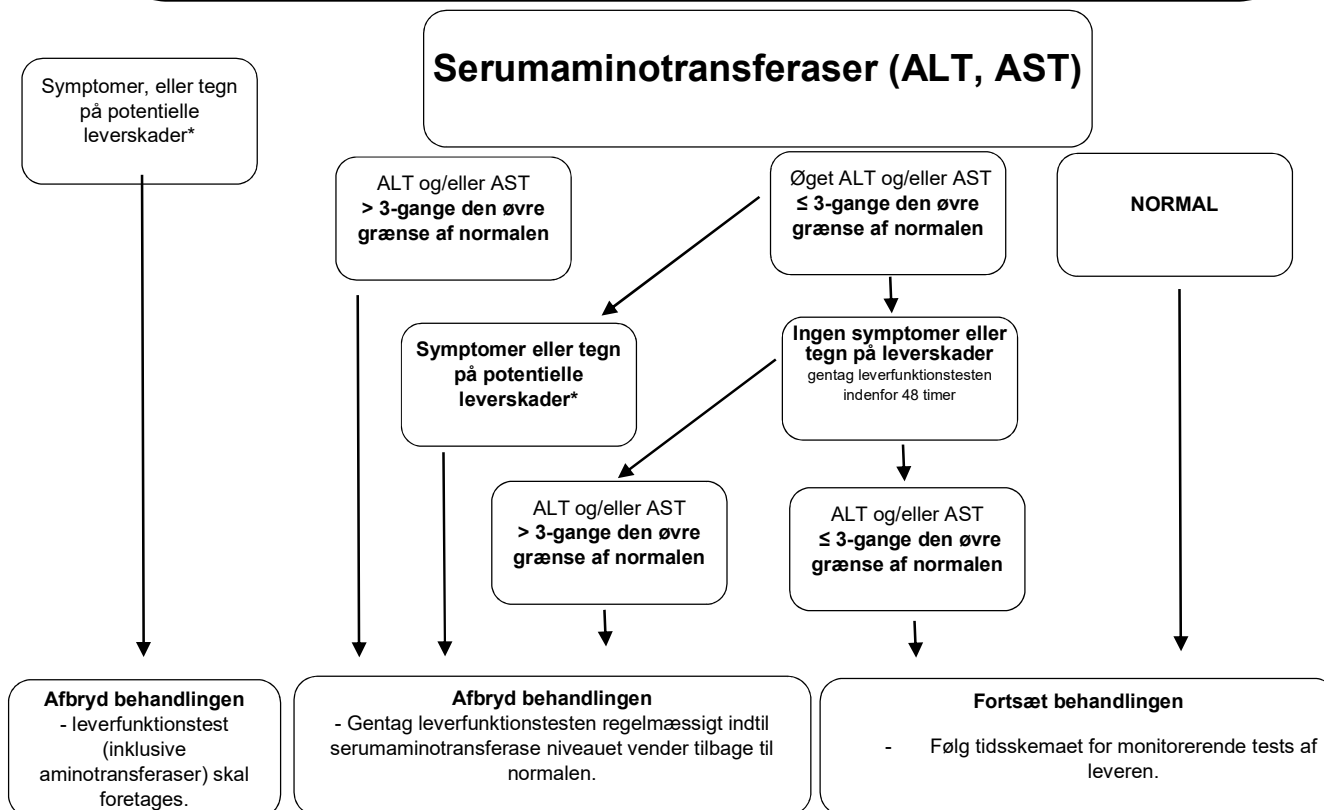 Serumaminotransferaser (ALT, AST)
Symptomer, eller tegn
på potentielle
leverskader*
ALT og/eller AST
> 3-gange den øvre
grænse af normalen
Øget ALT og/eller AST
≤ 3-gange den øvre
grænse af normalen
NORMAL
Symptomer eller tegn
på potentielle
leverskader*
Ingen symptomer eller
tegn på leverskader
gentag leverfunktionstesten
indenfor 48 timer
ALT og/eller AST
> 3-gange den øvre
grænse af normalen
ALT og/eller AST
≤ 3-gange den øvre
grænse af normalen
Afbryd behandlingen
- leverfunktionstest
(inklusive
aminotransferaser) skal
foretages.
Afbryd behandlingen
- Gentag leverfunktionstesten regelmæssigt indtil
serumaminotransferase niveauet vender tilbage til
normalen.
Fortsæt behandlingen
- Følg tidsskemaet for monitorerende tests af
leveren.